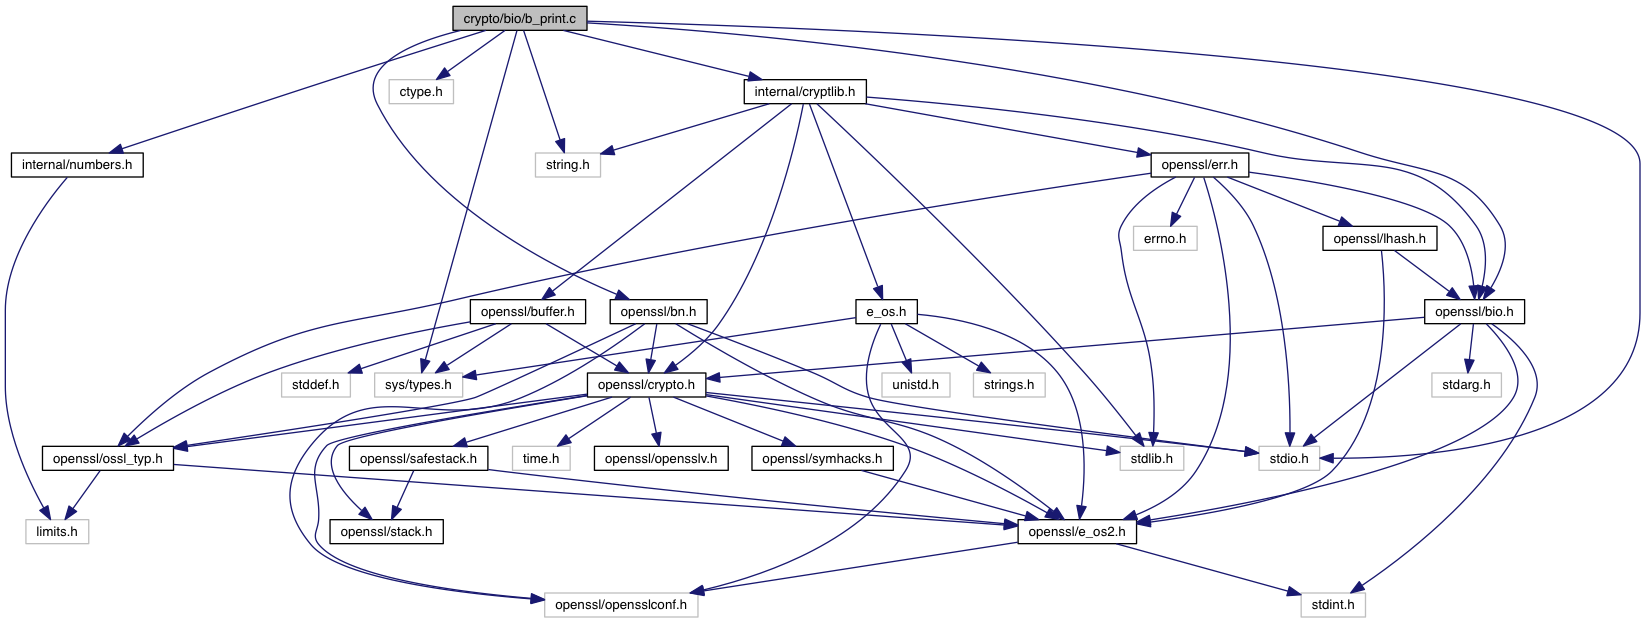 crypto/bio/b_print.c
ctype.h
internal/cryptlib.h
internal/numbers.h
string.h
openssl/err.h
errno.h
openssl/lhash.h
openssl/buffer.h
openssl/bn.h
e_os.h
openssl/bio.h
stddef.h
sys/types.h
openssl/crypto.h
unistd.h
strings.h
stdarg.h
openssl/ossl_typ.h
openssl/safestack.h
time.h
openssl/opensslv.h
openssl/symhacks.h
stdlib.h
stdio.h
limits.h
openssl/stack.h
openssl/e_os2.h
openssl/opensslconf.h
stdint.h